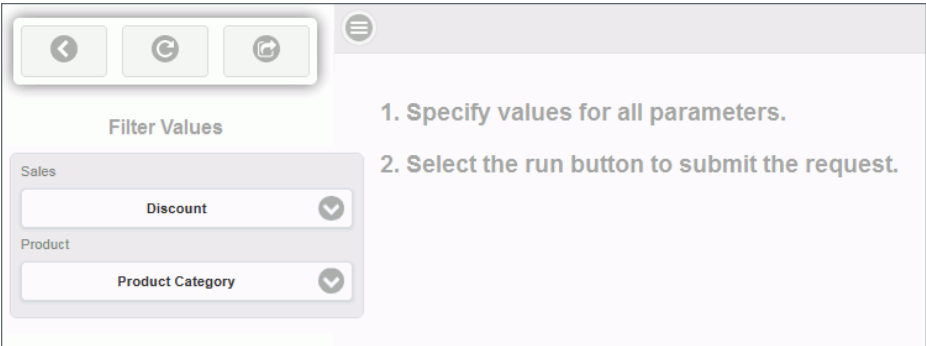 Filter Values
Sales
Discount
Product
Product Category
1. Specify values for all parameters.
2. Select the run button to submit the request.